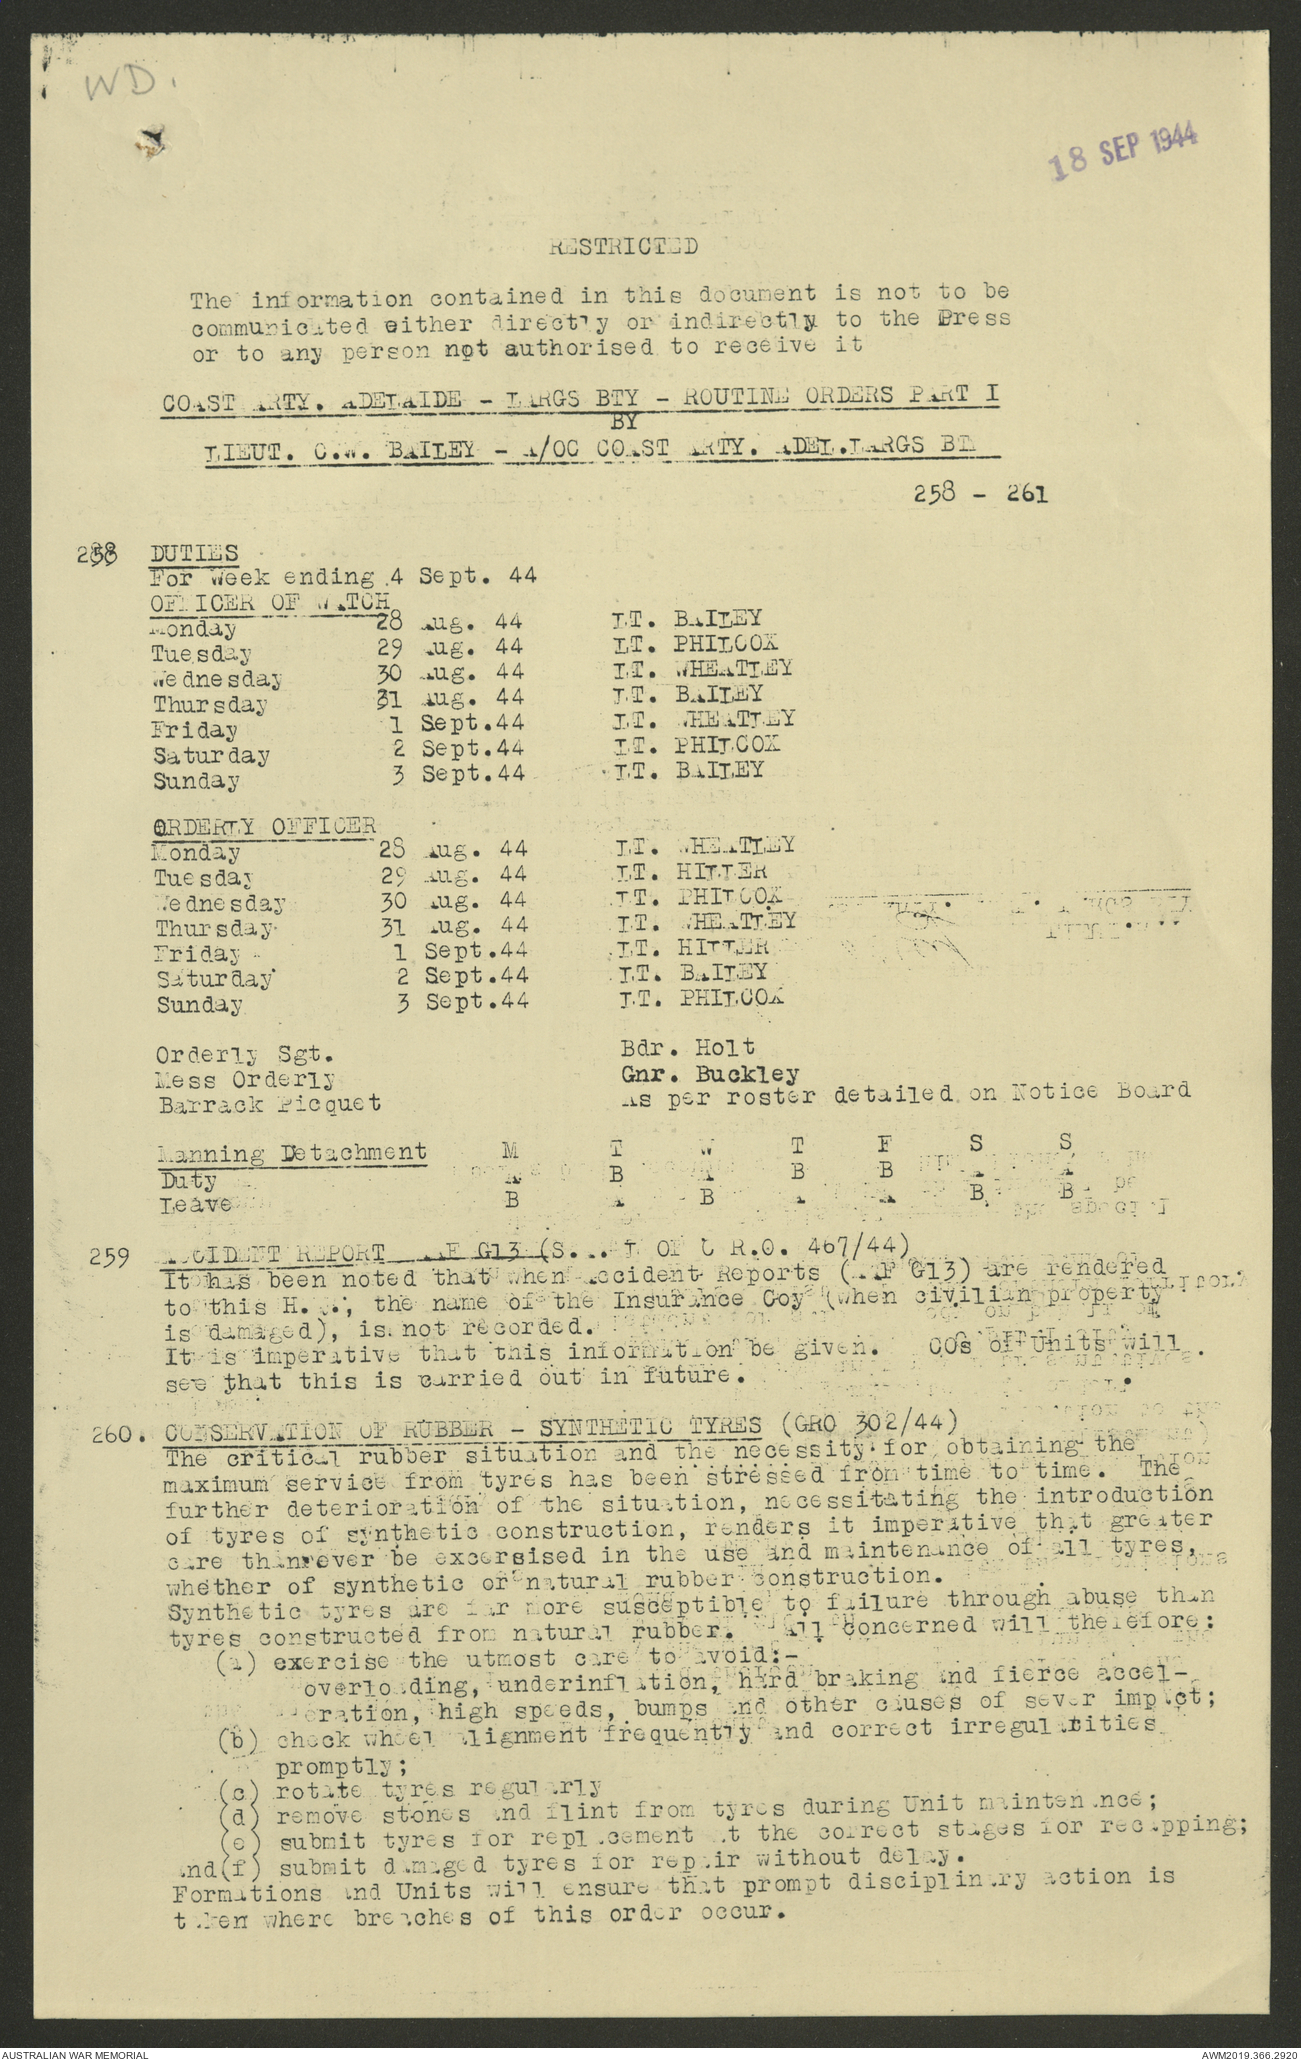 WD.
18 SEP 1944
RESTRICTED
The information contained in this document is not to be
communicated either directly or indirectly to the Press
or to any person not authorised to receive it
COAST ARTY. ADELAIDE - LARGS BTY - ROUTINE ORDERS PART I
BY
LIEUT. C.W. BAILEY - A/OC COAST ARTY. ADEL.LARGS BTY
258 - 261
258 DUTIES
For Week ending 4 Sept. 44
OFFICER OF WATCH
Monday 28 Aug. 44 LT. BAILEY
Tuesday 29 Aug. 44 LT. PHILCOX
Wednesday 30 Aug. 44 LT. WHEATLEY
Thursday 31 Aug. 44 LT. BAILEY
Friday 1 Sept.44 LT. WHEATLEY
Saturday 2 Sept.44 LT. PHILCOX
Sunday 3 Sept.44 LT. BAILEY
ORDERLY OFFICER
Monday 28 Aug. 44 LT. WHEATLEY
Tuesday 29 Aug. 44 LT. HILLER
Wednesday 30 Aug. 44 LT. PHILCOX
Thursday 31 Aug. 44 LT. WHEATLEY
Friday 1 Sept.44 LT. HILLER
Saturday 2 Sept.44 LT. BAILEY
Sunday 3 Sept.44 LT. PHILCOX
Orderly Sgt. Bdr. Holt
Mess Orderly Gnr. Buckley
Barrack Picquet As per roster detailed on Notice Board
Manning Detachment M T W T F S S
Duty A B A B B A A
Leave B A B A A B B
259 ACCIDENT REPORT AAF G13 (S.A. L OF C R.O. 467/44)
It has been noted that when Accident Reports (AAF G13) are rendered
to this H.Q., the name of the Insurance Coy (when civilian property
is damaged), is not recorded.
It is imperative that this information be given. COs of Units will
see that this is carried out in future.
260. CONSERVATION OF RUBBER - SYNTHETIC TYRES (GRO 302/44)
The critical rubber situation and the necessity for obtaining the
maximum service from tyres has been stressed from time to time. The
further deterioration of the situation, necessitating the introduction
of tyres of synthetic construction, renders it imperative that greater
care than ever be excersised in the use and maintenance of all tyres,
whether of synthetic or natural rubber construction.
Synthetic tyres are far more susceptible to failure through abuse than
tyres constructed from natural rubber. All concerned will therefore:
(a) exercise the utmost care to avoid:-
overloading, underinflation, hard braking and fierce accel-
eration, high speeds, bumps and other causes of sever impact;
(b) check wheel alignment frequently and correct irregularities
promptly;
(c) rotate tyres regularly
(d) remove stones and flint from tyres during Unit maintenance;
(e) submit tyres for replacement at the correct stages for recapping;
and(f) submit damaged tyres for repair without delay.
Formations and Units will ensure that prompt disciplinary action is
taken where breaches of this order occur.
AUSTRALIAN WAR MEMORIAL AWM2019.366.2920